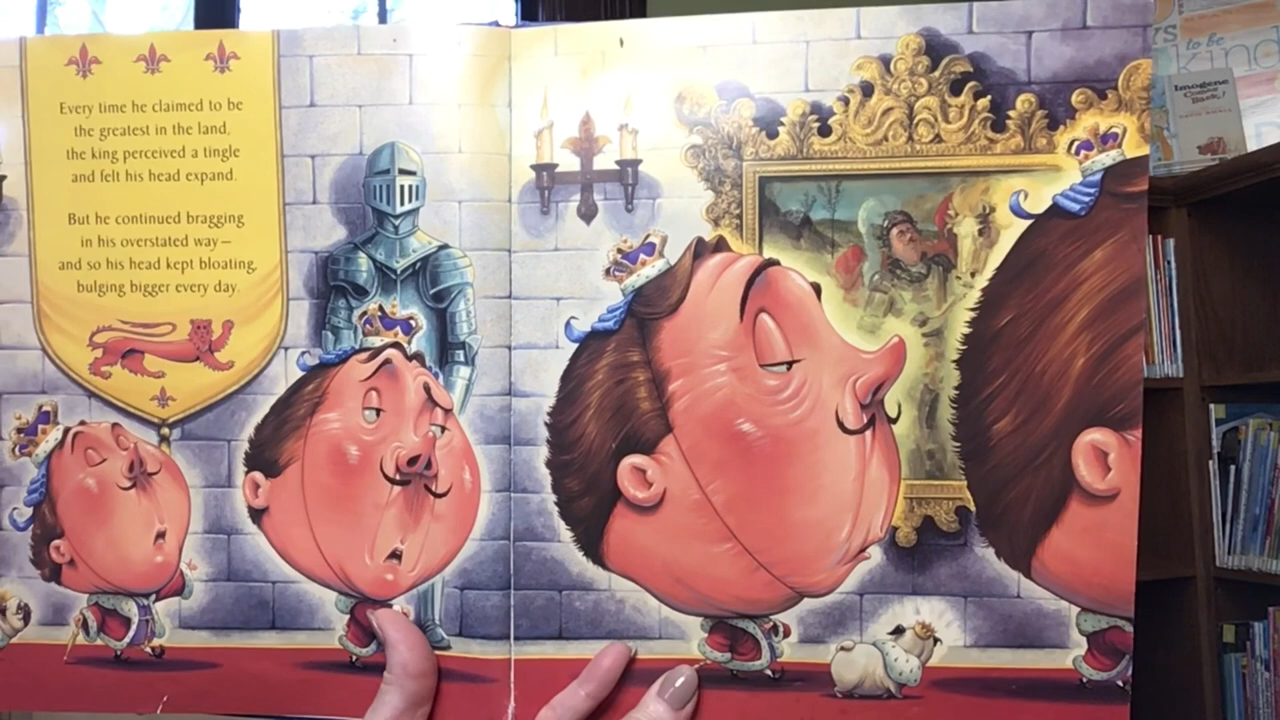 Every time he claimed to be
the greatest in the land,
the king perceived a tingle
and felt his head expand.
But he continued bragging
in his overstated way—
and so his head kept bloating,
bulging bigger every day.
to be
kind
Imogene
Comes
Back!